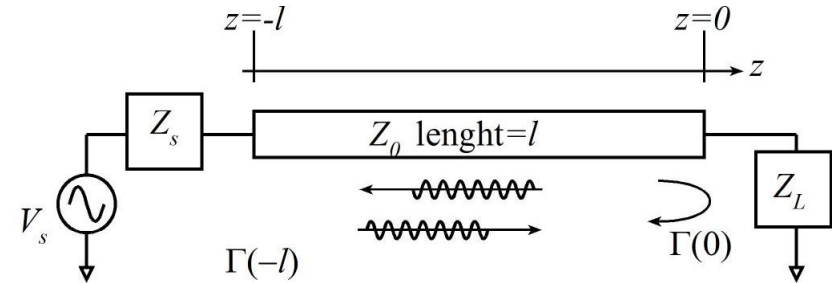 z=-l
z=0
z
Z_s
Z_0 lenght=l
Z_L
V_s
Γ(−l)
Γ(0)